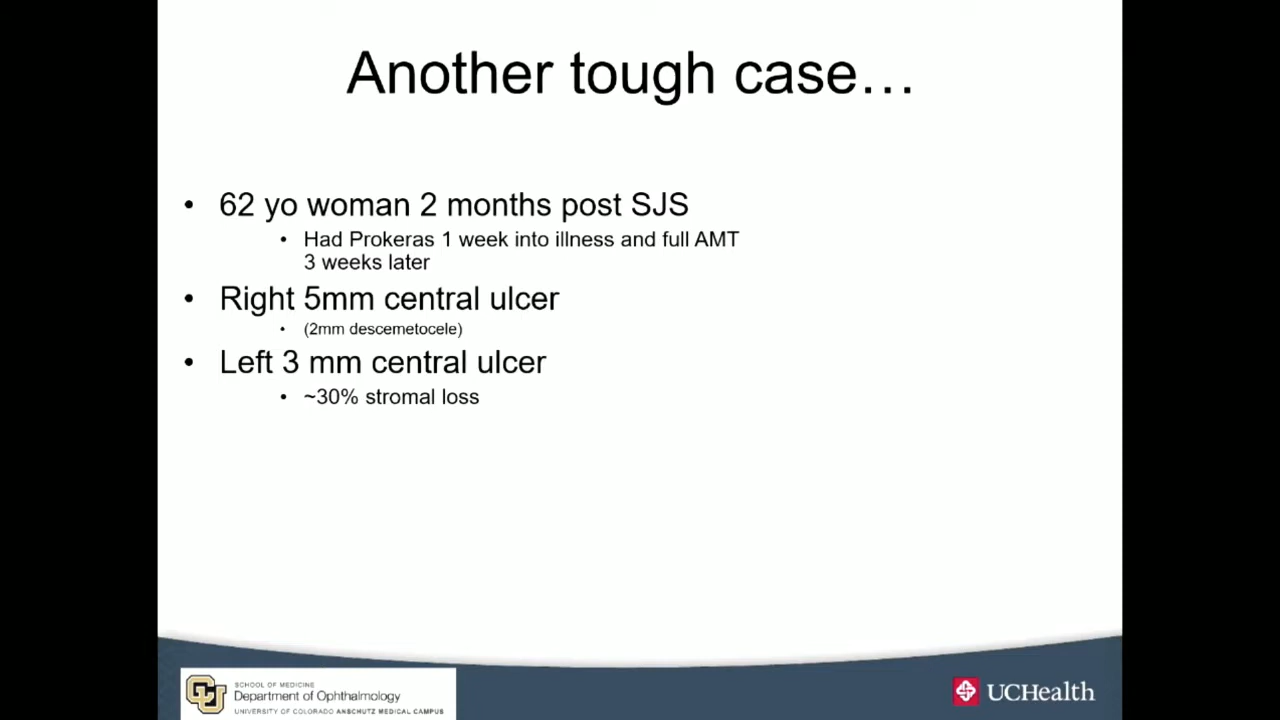 Another tough case…
• 62 yo woman 2 months post SJS
• Had Prokeras 1 week into illness and full AMT
3 weeks later
• Right 5mm central ulcer
• (2mm descemetocele)
• Left 3 mm central ulcer
• ~30% stromal loss
CU
SCHOOL OF MEDICINE
Department of Ophthalmology
UNIVERSITY OF COLORADO ANSCHUTZ MEDICAL CAMPUS
UCHealth